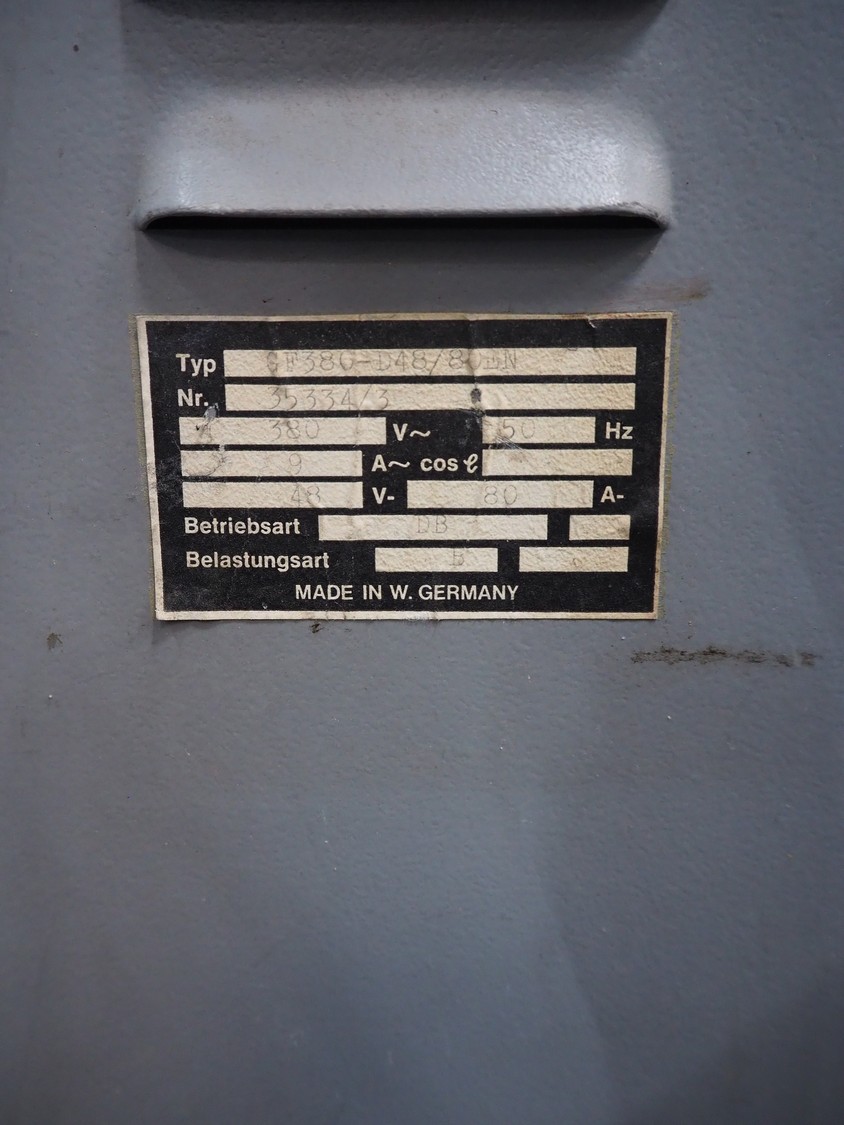 Typ
Nr. 35334/3
380 V~ 50 Hz
9 A~ cos φ
48 V- 80 A-
Betriebsart DB
Belastungsart
MADE IN W. GERMANY